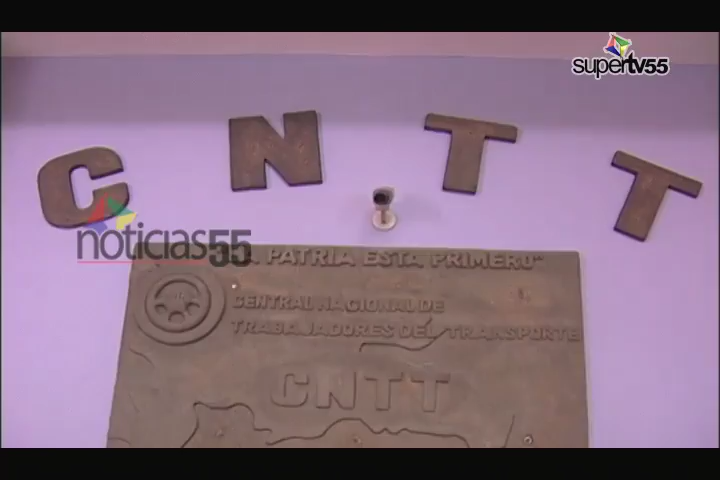 supertv55
C N T T
noticias55
A PATRIA ESTA PRIMERO"
CENTRAL NACIONAL DE
TRABAJADORES DEL TRANSPORTE
CNTT